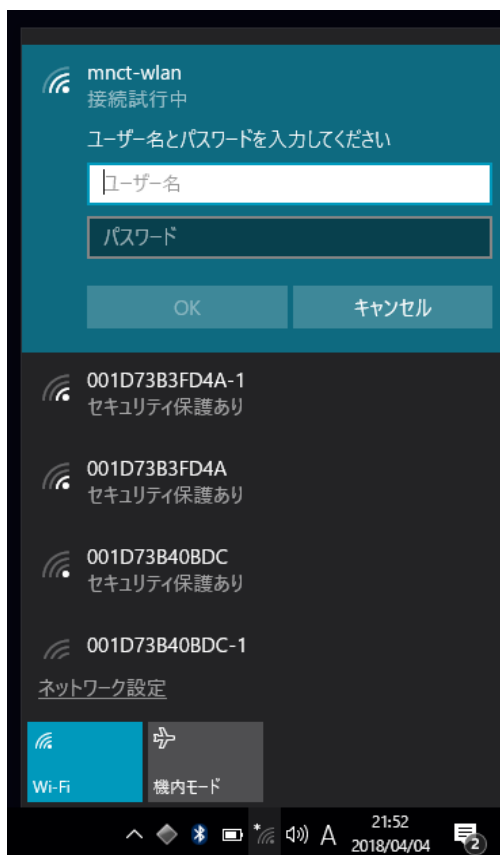 mnct-wlan
接続試行中
ユーザー名とパスワードを入力してください
ユーザー名
パスワード
OK
キャンセル
001D73B3FD4A-1
セキュリティ保護あり
001D73B3FD4A
セキュリティ保護あり
001D73B40BDC
セキュリティ保護あり
001D73B40BDC-1
ネットワーク設定
Wi-Fi
機内モード
A
21:52
2018/04/04
2